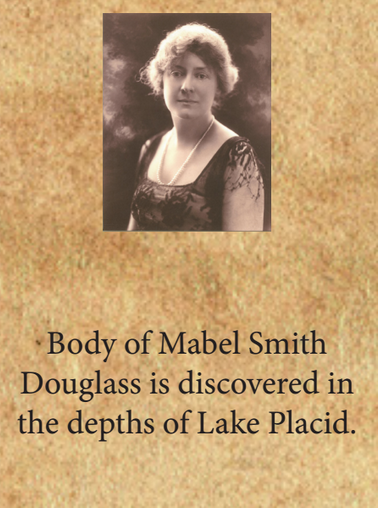 Body of Mabel Smith
Douglass is discovered in
the depths of Lake Placid.